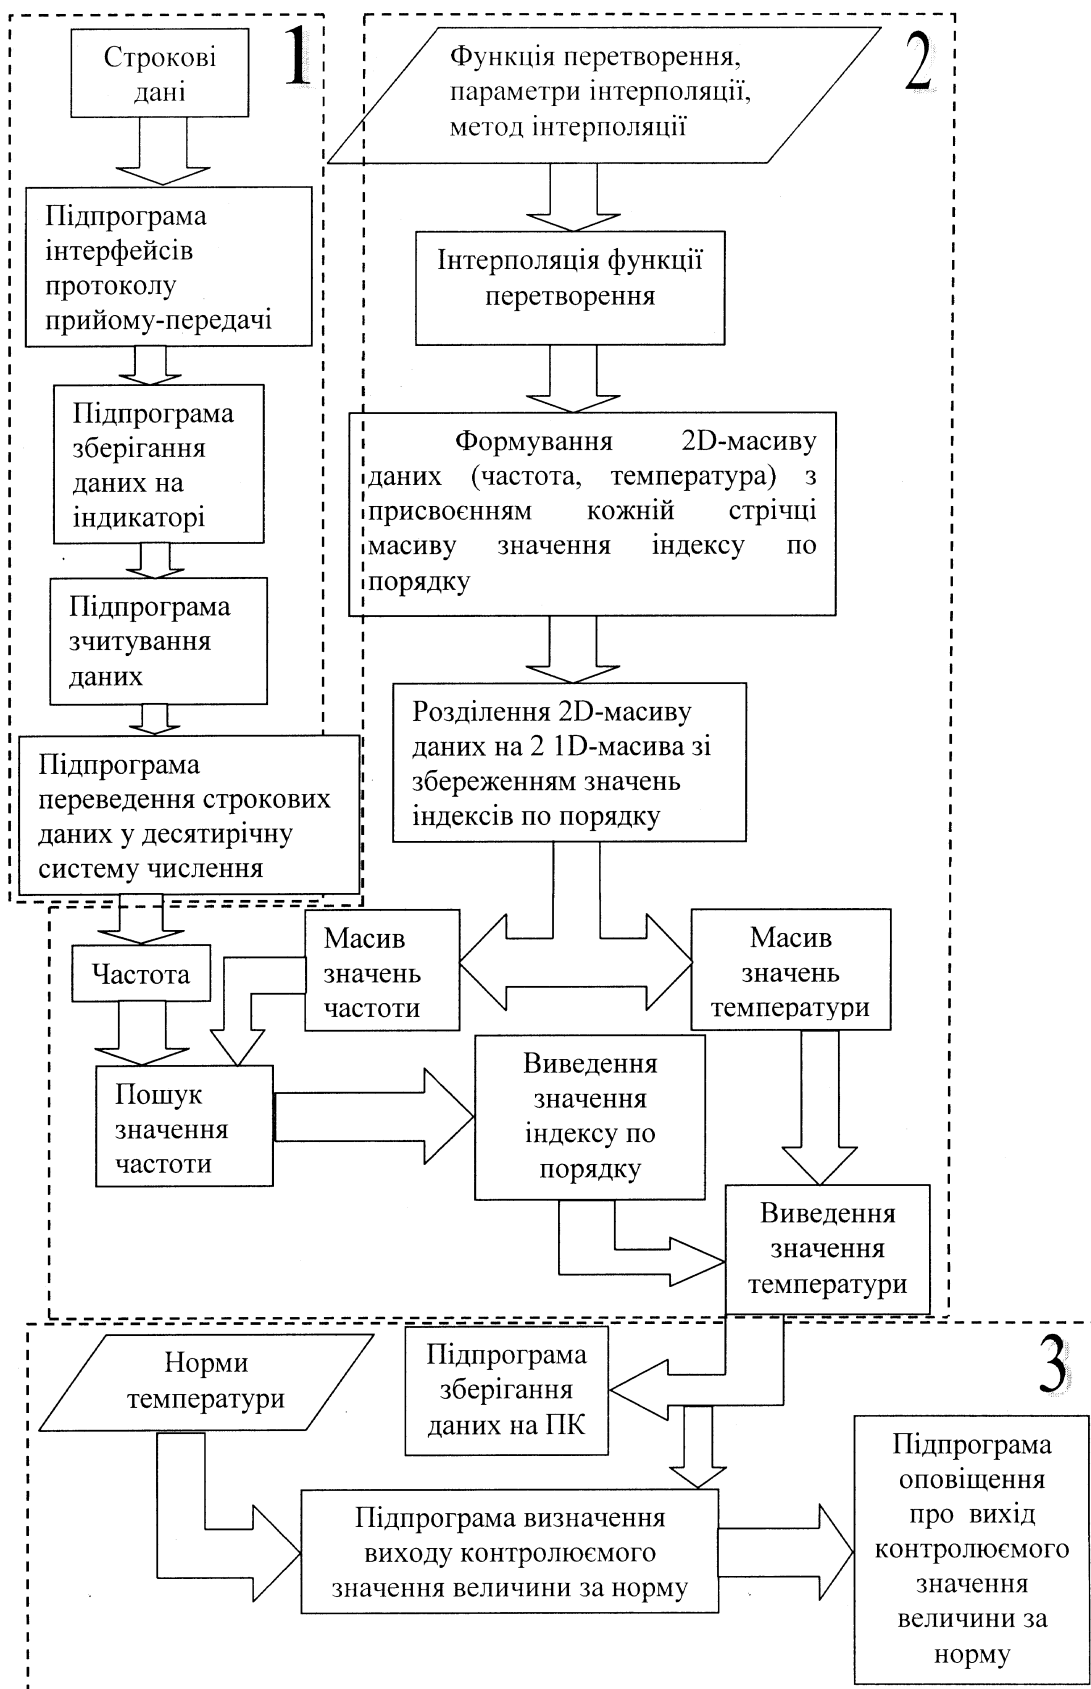 1
Строкові
дані
Підпрограма
інтерфейсів
протоколу
прийому-передачі
Підпрограма
зберігання
даних на
індикаторі
Підпрограма
зчитування
даних
Підпрограма
переведення строкових
даних у десятирічну
систему числення
2
Функція перетворення,
параметри інтерполяції,
метод інтерполяції
Інтерполяція функції
перетворення
Формування 2D-масиву
даних (частота, температура) з
присвоєнням кожній стрічці
масиву значення індексу по
порядку
Розділення 2D-масиву
даних на 2 1D-масива зі
збереженням значень
індексів по порядку
Масив
значень
частоти
Масив
значень
температури
Частота
Пошук
значення
частоти
Виведення
значення
індексу по
порядку
Виведення
значення
температури
3
Норми
температури
Підпрограма
зберігання
даних на ПК
Підпрограма визначення
виходу контролюємого
значення величини за норму
Підпрограма
оповіщення
про вихід
контролюємого
значення
величини за
норму